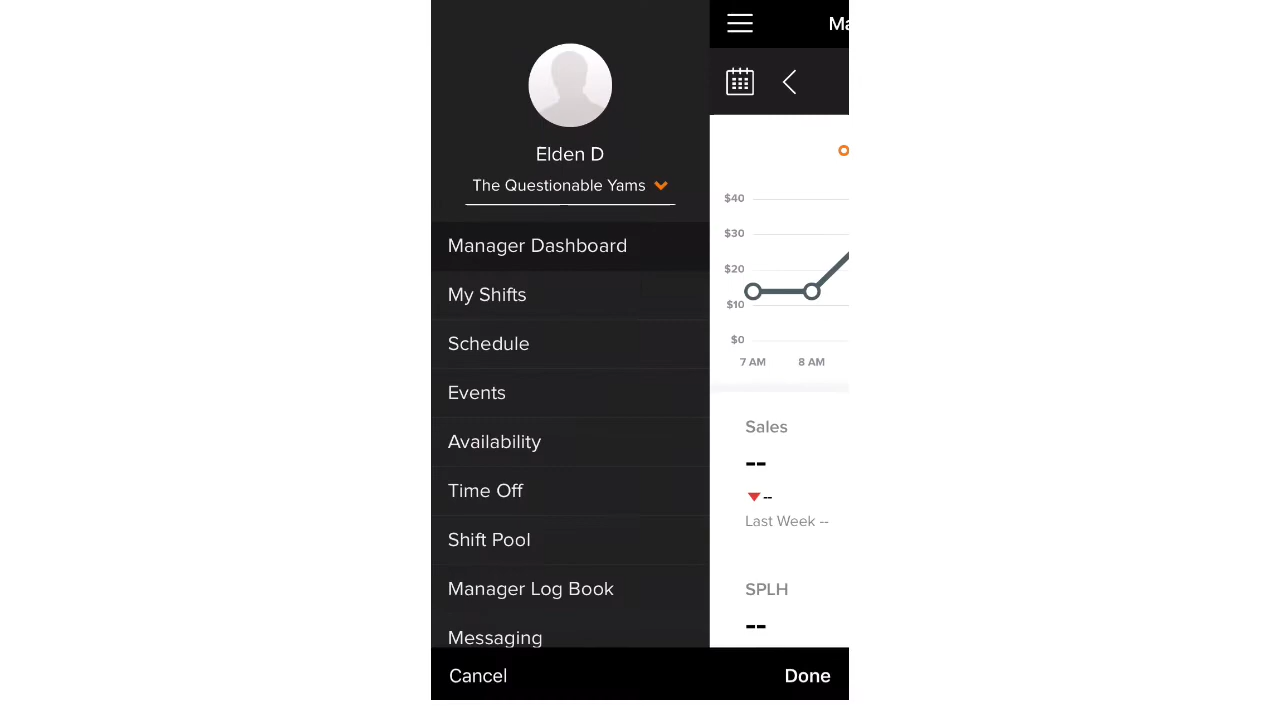 Elden D
The Questionable Yams
Manager Dashboard
My Shifts
Schedule
Events
Availability
Time Off
Shift Pool
Manager Log Book
Messaging
Cancel
Ma
$40
$30
$20
$10
$0
7 AM 8 AM
Sales
--
--
Last Week --
SPLH
--
Done